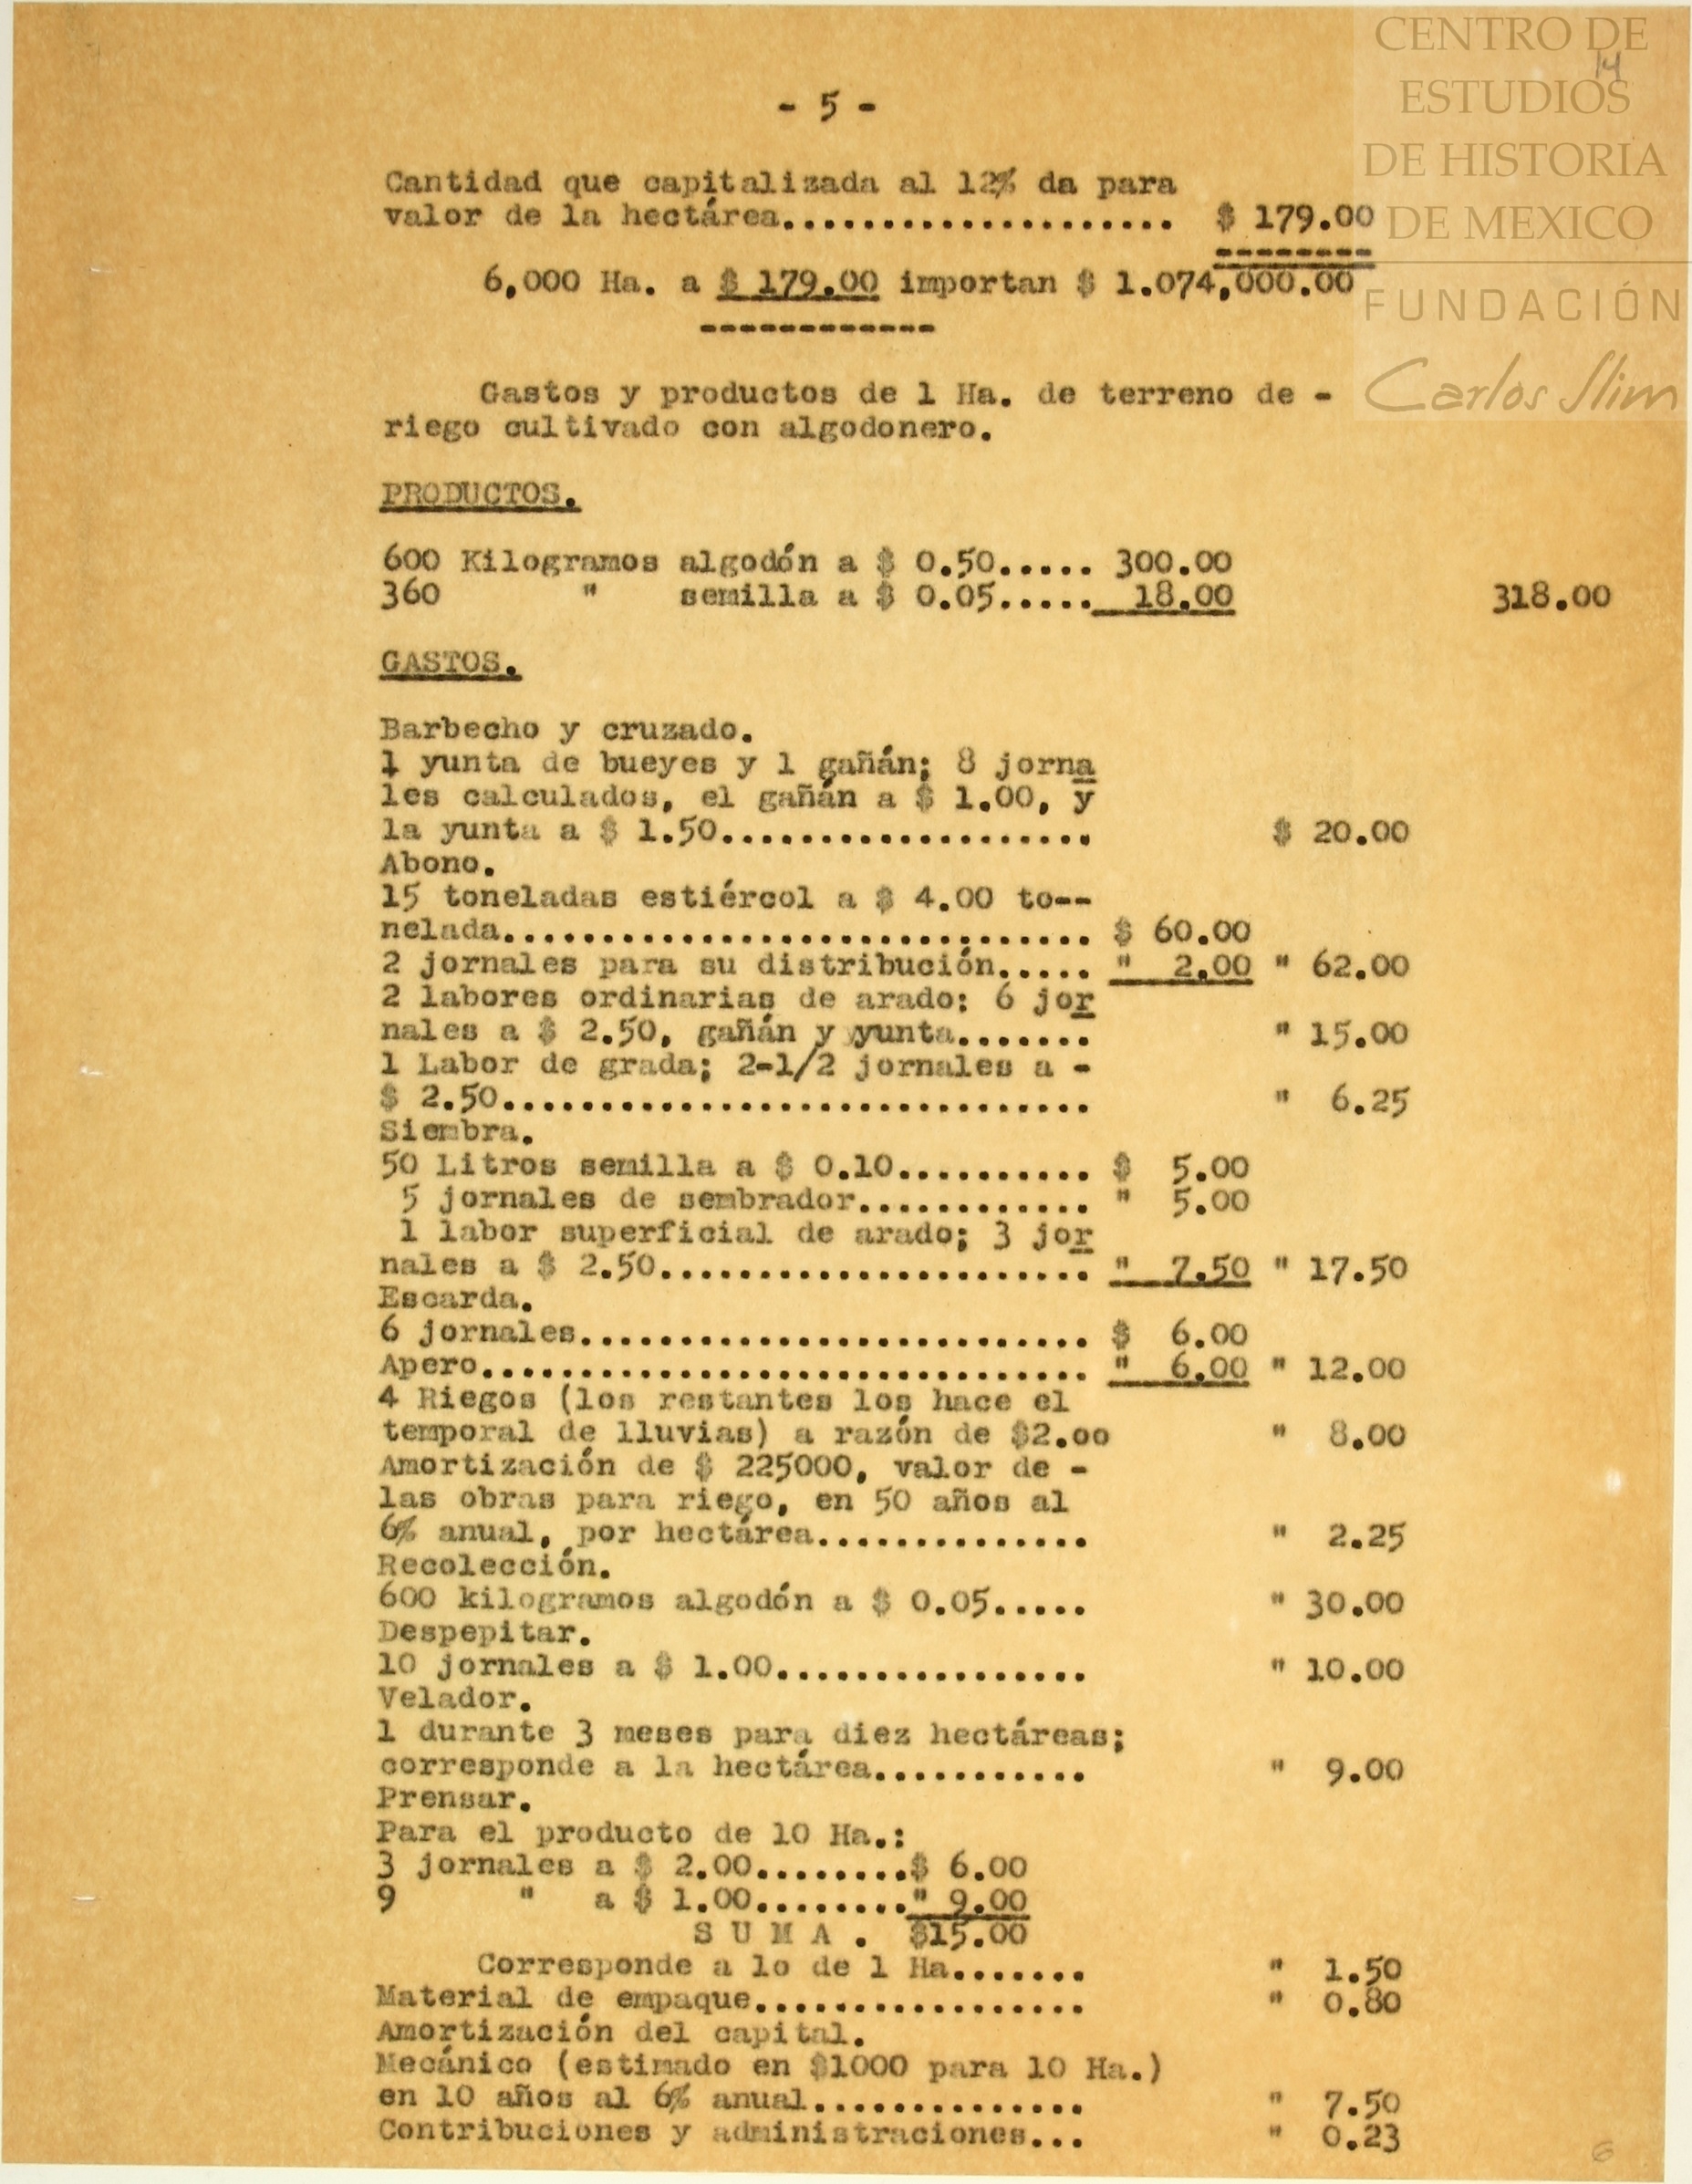 CENTRO DE
ESTUDIOS
DE HISTORIA
DE MEXICO
FUNDACIÓN
Carlos Slim
14
- 5 -
Cantidad que capitalizada al 12% da para
valor de la hectárea.................... $ 179.00
6,000 Ha. a $ 179.00 importan $ 1.074,000.00
------------
Gastos y productos de 1 Ha. de terreno de -
riego cultivado con algodonero.
PRODUCTOS.
600 Kilogramos algodón a $ 0.50..... 300.00
360 " semilla a $ 0.05..... 18.00 318.00
GASTOS.
Barbecho y cruzado.
1 yunta de bueyes y 1 gañán; 8 jorna
les calculados, el gañán a $ 1.00, y
la yunta a $ 1.50................... $ 20.00
Abono.
15 toneladas estiércol a $ 4.00 to--
nelada.............................. $ 60.00
2 jornales para su distribución..... " 2.00 " 62.00
2 labores ordinarias de arado: 6 jor
nales a $ 2.50, gañán y yunta....... " 15.00
1 Labor de grada; 2-1/2 jornales a -
$ 2.50.............................. " 6.25
Siembra.
50 Litros semilla a $ 0.10.......... $ 5.00
5 jornales de sembrador............ " 5.00
1 labor superficial de arado; 3 jor
nales a $ 2.50...................... " 7.50 " 17.50
Escarda.
6 jornales.......................... $ 6.00
Apero............................... " 6.00 " 12.00
4 Riegos (los restantes los hace el
temporal de lluvias) a razón de $2.oo " 8.00
Amortización de $ 225000, valor de -
las obras para riego, en 50 años al
6% anual, por hectárea.............. " 2.25
Recolección.
600 kilogramos algodón a $ 0.05..... " 30.00
Despepitar.
10 jornales a $ 1.00................ " 10.00
Velador.
1 durante 3 meses para diez hectáreas;
corresponde a la hectárea........... " 9.00
Prensar.
Para el producto de 10 Ha.:
3 jornales a $ 2.00........$ 6.00
9 " a $ 1.00........" 9.00
S U M A . $15.00
Corresponde a lo de 1 Ha....... " 1.50
Material de empaque................. " 0.80
Amortización del capital.
Mecánico (estimado en $1000 para 10 Ha.)
en 10 años al 6% anual.............. " 7.50
Contribuciones y administraciones... " 0.23
6